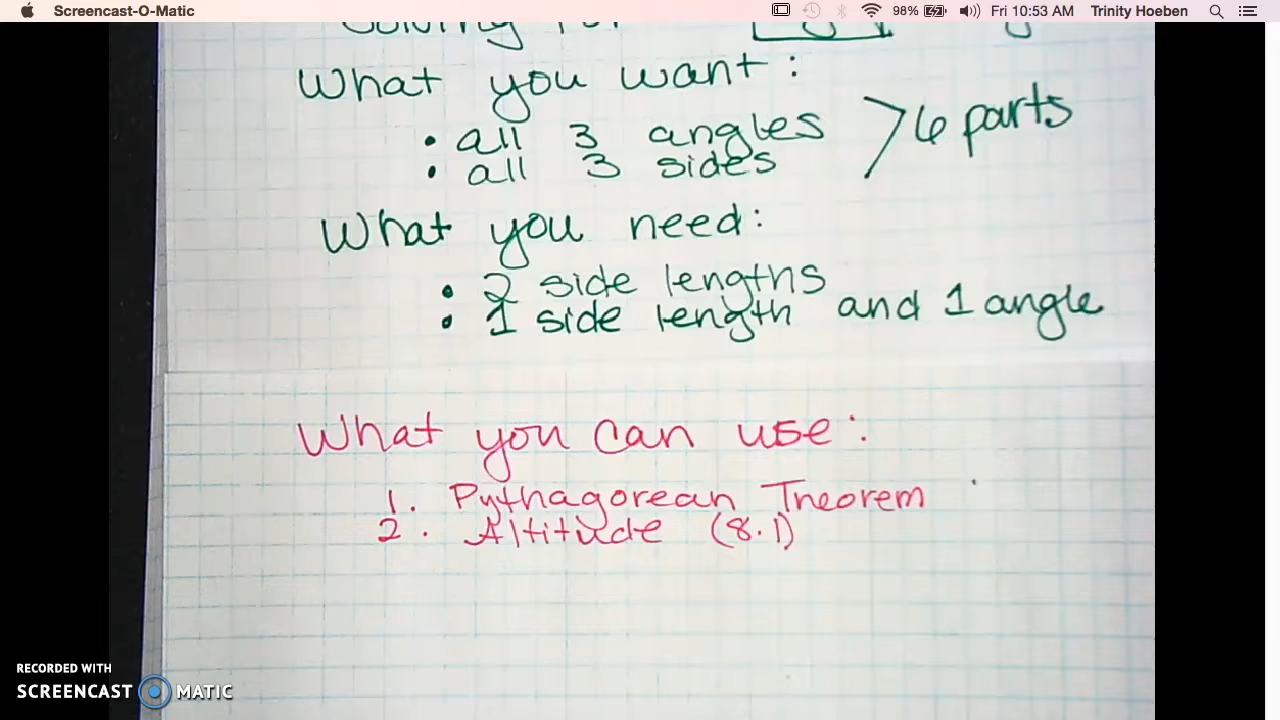 Screencast-O-Matic
98%
Fri 10:53 AM
Trinity Hoeben
What you want:
• all 3 angles
• all 3 sides
> 6 parts
What you need:
• 2 side lengths
• 1 side length and 1 angle
What you can use:
1. Pythagorean Theorem
2. Altitude (8.1)
RECORDED WITH
SCREENCAST MATIC